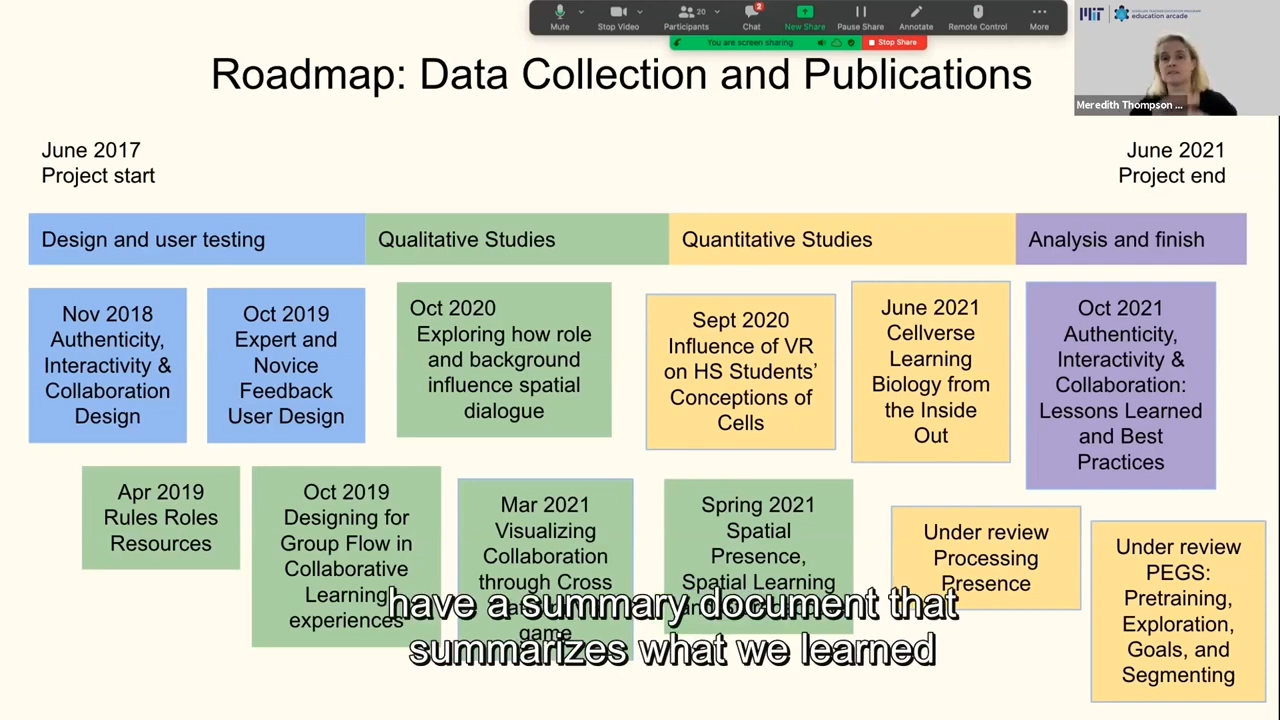 Mute
Stop Video
20
Participants
2
Chat
New Share
Pause Share
Annotate
Remote Control
More
You are screen sharing
Stop Share
MIT
education arcade
Meredith Thompson ...
Roadmap: Data Collection and Publications
June 2017
Project start
June 2021
Project end
Design and user testing
Qualitative Studies
Quantitative Studies
Analysis and finish
Nov 2018
Authenticity,
Interactivity &
Collaboration
Design
Oct 2019
Expert and
Novice
Feedback
User Design
Oct 2020
Exploring how role
and background
influence spatial
dialogue
Sept 2020
Influence of VR
on HS Students’
Conceptions of
Cells
June 2021
Cellverse
Learning
Biology from
the Inside
Out
Oct 2021
Authenticity,
Interactivity &
Collaboration:
Lessons Learned
and Best
Practices
Apr 2019
Rules Roles
Resources
Oct 2019
Designing for
Group Flow in
Collaborative
Learning
experiences
Mar 2021
Visualizing
Collaboration
through Cross
game
Spring 2021
Spatial
Presence,
Spatial Learning
Under review
Processing
Presence
Under review
PEGS:
Pretraining,
Exploration,
Goals, and
Segmenting
have a summary document that
summarizes what we learned